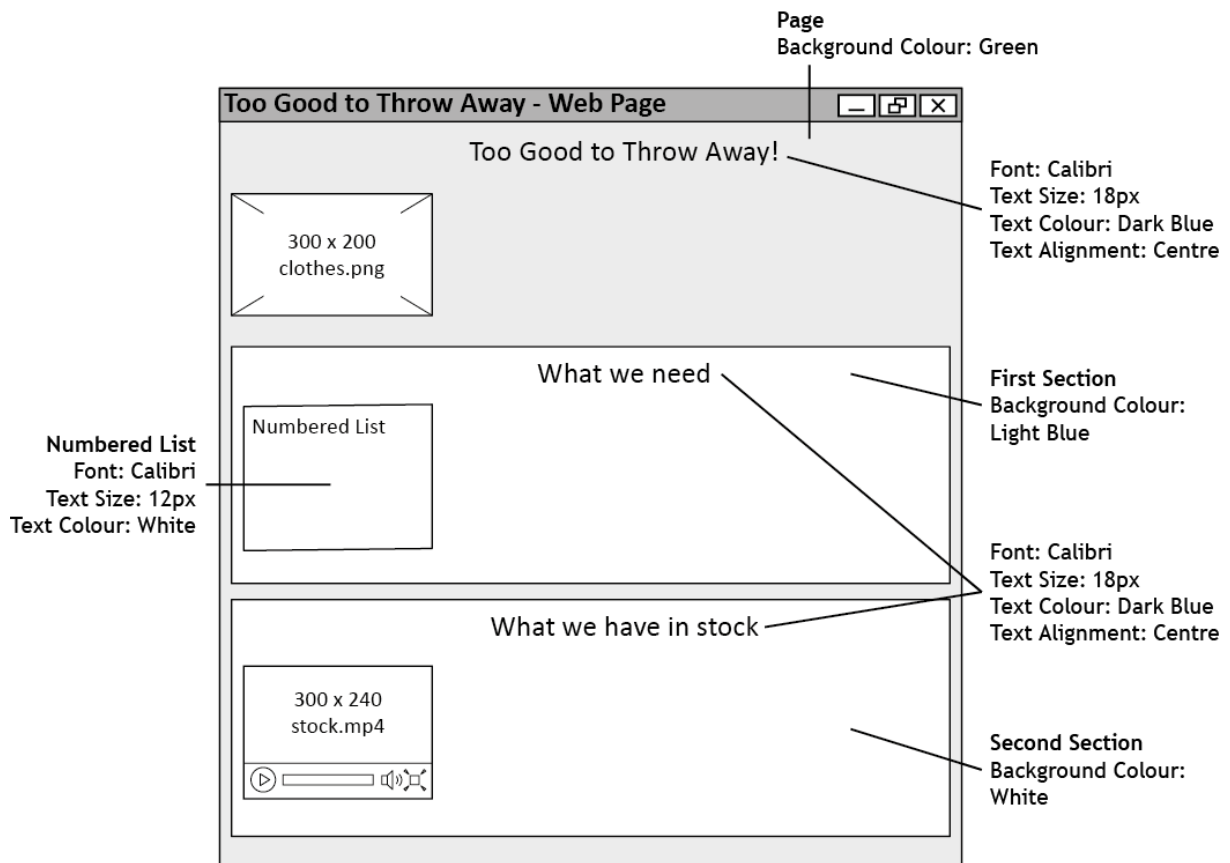 Page
Background Colour: Green
Too Good to Throw Away - Web Page
Too Good to Throw Away!
Font: Calibri
Text Size: 18px
Text Colour: Dark Blue
Text Alignment: Centre
300 x 200
clothes.png
What we need
First Section
Background Colour:
Light Blue
Numbered List
Numbered List
Font: Calibri
Text Size: 12px
Text Colour: White
Font: Calibri
Text Size: 18px
Text Colour: Dark Blue
Text Alignment: Centre
What we have in stock
300 x 240
stock.mp4
Second Section
Background Colour:
White